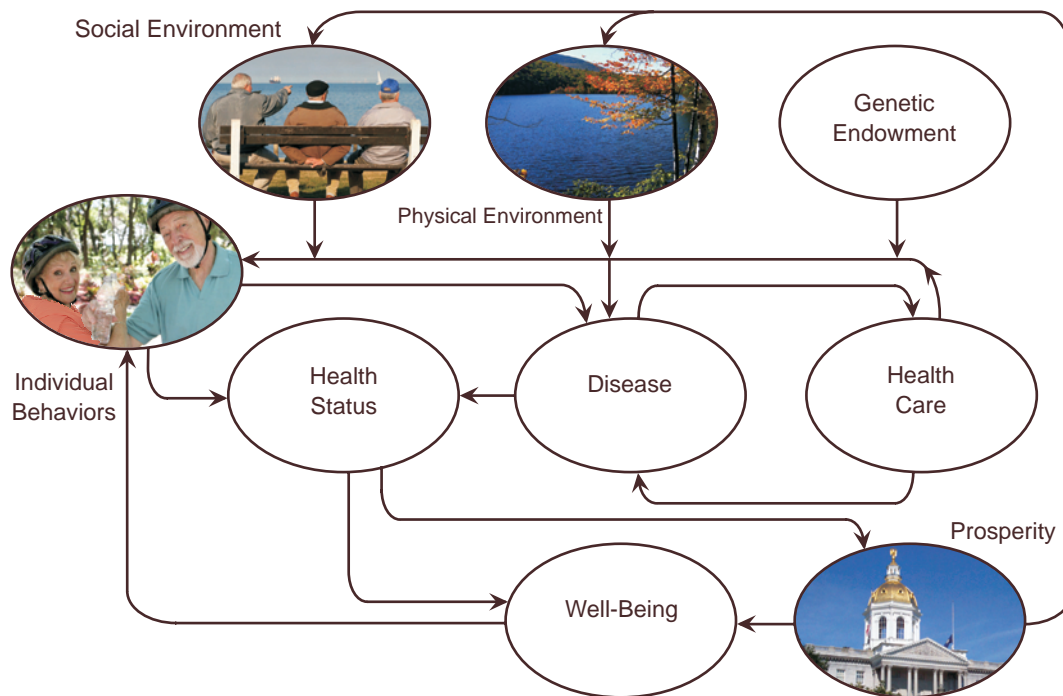 Social Environment
Genetic
Endowment
Physical Environment
Individual
Behaviors
Health
Status
Disease
Health
Care
Prosperity
Well-Being